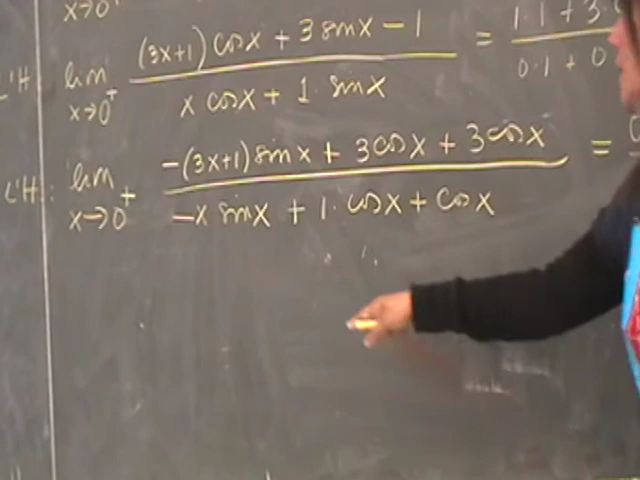 x→0⁺
L'H lim x→0⁺ (3x+1) cos x + 3 sin x − 1 / x cos x + 1 · sin x = 1·1 + 3· / 0·1 + 0
L'H: lim x→0⁺ −(3x+1) sin x + 3 cos x + 3 cos x / −x sin x + 1 · cos x + cos x =